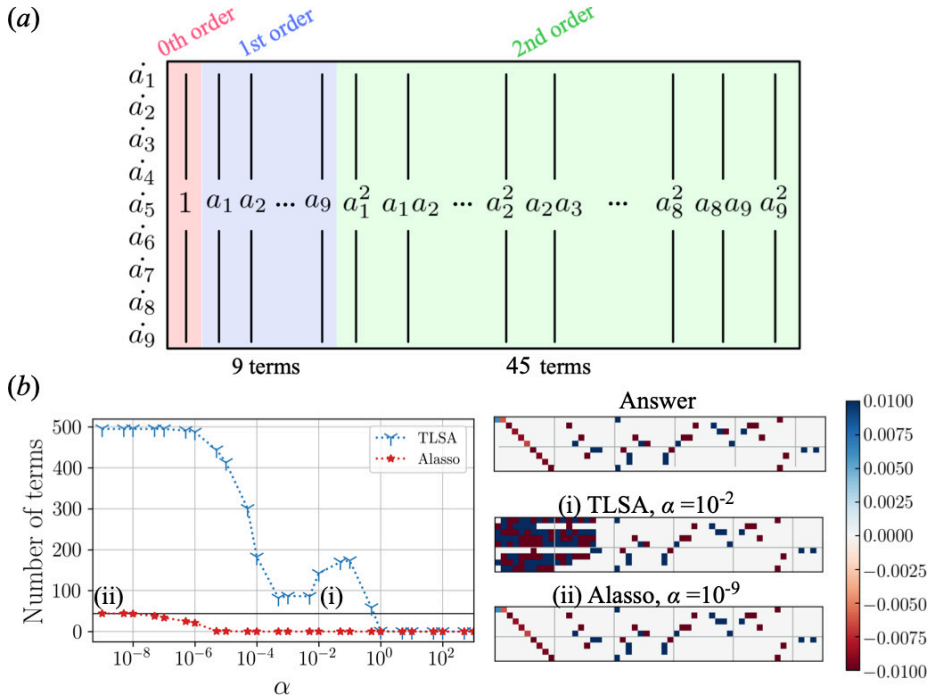 (a)
0th order 1st order 2nd order
ȧ₁
ȧ₂
ȧ₃
ȧ₄
ȧ₅ 1 a₁ a₂ ... a₉ a₁² a₁a₂ ... a₂² a₂a₃ ... a₈² a₈a₉ a₉²
ȧ₆
ȧ₇
ȧ₈
ȧ₉
9 terms 45 terms
(b)
Number of terms
500
400
300
200
100
0
TLSA
Alasso
(ii)
(i)
10⁻⁸ 10⁻⁶ 10⁻⁴ 10⁻² 10⁰ 10²
α
Answer
(i) TLSA, α =10⁻²
(ii) Alasso, α =10⁻⁹
0.0100
0.0075
0.0050
0.0025
0.0000
−0.0025
−0.0050
−0.0075
−0.0100